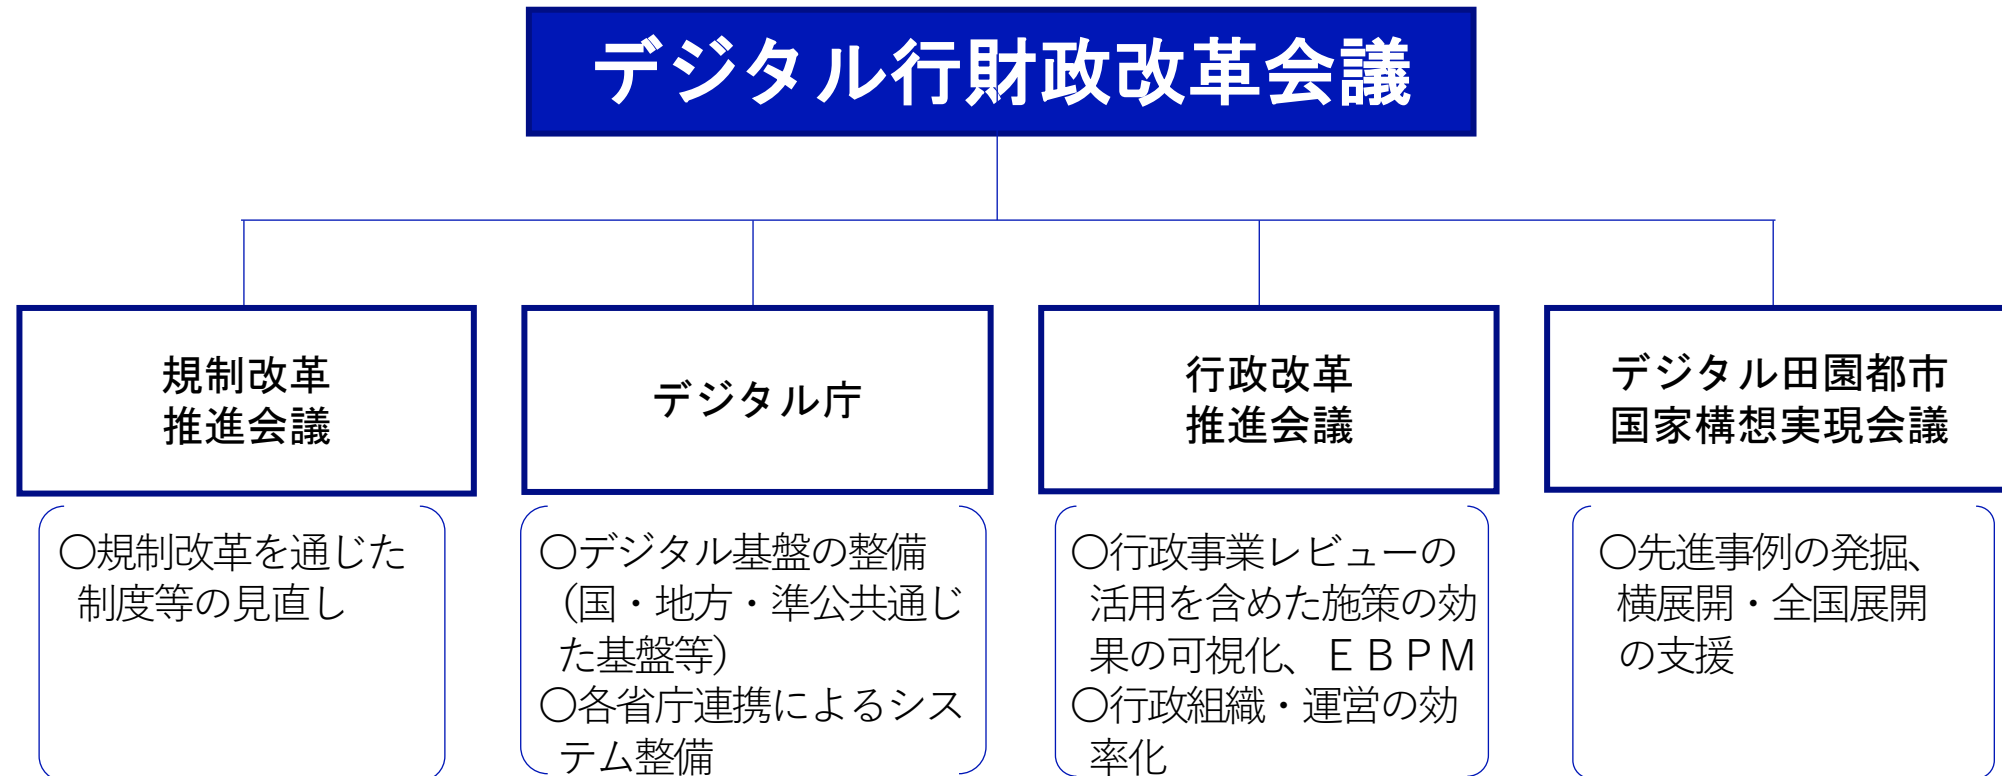 デジタル行財政改革会議
規制改革
推進会議
デジタル庁
行政改革
推進会議
デジタル田園都市
国家構想実現会議
〇規制改革を通じた
制度等の見直し
〇デジタル基盤の整備
（国・地方・準公共通じ
た基盤等）
〇各省庁連携によるシス
テム整備
〇行政事業レビューの
活用を含めた施策の効
果の可視化、ＥＢＰＭ
〇行政組織・運営の効
率化
〇先進事例の発掘、
横展開・全国展開
の支援